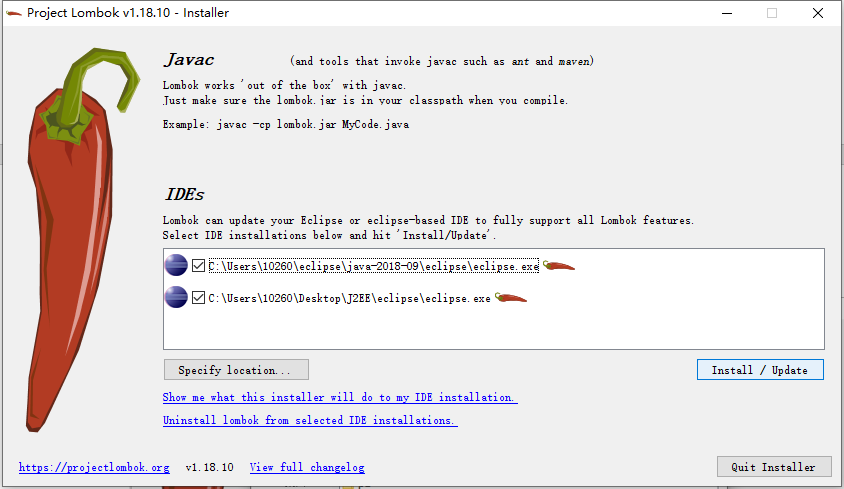 Project Lombok v1.18.10 - Installer
Javac (and tools that invoke javac such as ant and maven)
Lombok works 'out of the box' with javac.
Just make sure the lombok.jar is in your classpath when you compile.
Example: javac -cp lombok.jar MyCode.java
IDEs
Lombok can update your Eclipse or eclipse-based IDE to fully support all Lombok features.
Select IDE installations below and hit 'Install/Update'.
C:\Users\10260\eclipse\java-2018-09\eclipse\eclipse.exe
C:\Users\10260\Desktop\J2EE\eclipse\eclipse.exe
Specify location... Install / Update
Show me what this installer will do to my IDE installation.
Uninstall lombok from selected IDE installations.
https://projectlombok.org v1.18.10 View full changelog Quit Installer